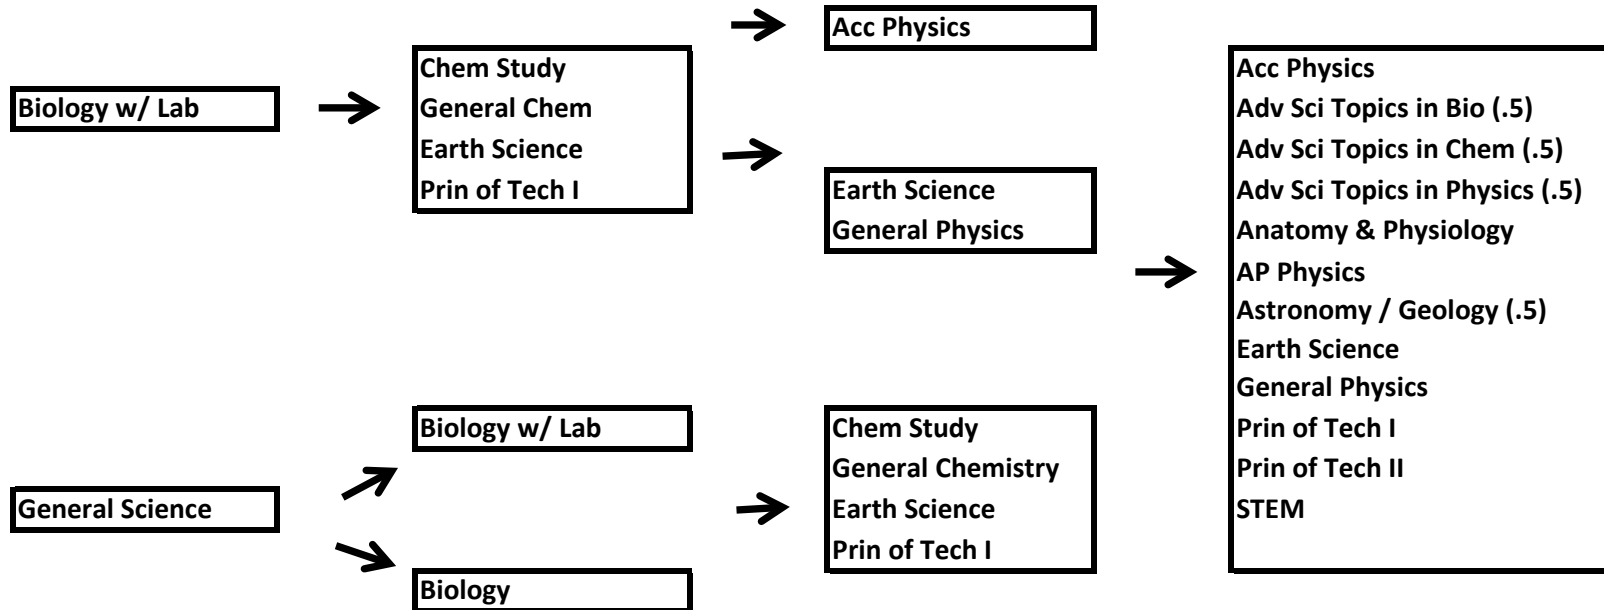 Biology w/ Lab
General Science
Chem Study
General Chem
Earth Science
Prin of Tech I
Biology w/ Lab
Biology
Acc Physics
Earth Science
General Physics
Chem Study
General Chemistry
Earth Science
Prin of Tech I
Acc Physics
Adv Sci Topics in Bio (.5)
Adv Sci Topics in Chem (.5)
Adv Sci Topics in Physics (.5)
Anatomy & Physiology
AP Physics
Astronomy / Geology (.5)
Earth Science
General Physics
Prin of Tech I
Prin of Tech II
STEM